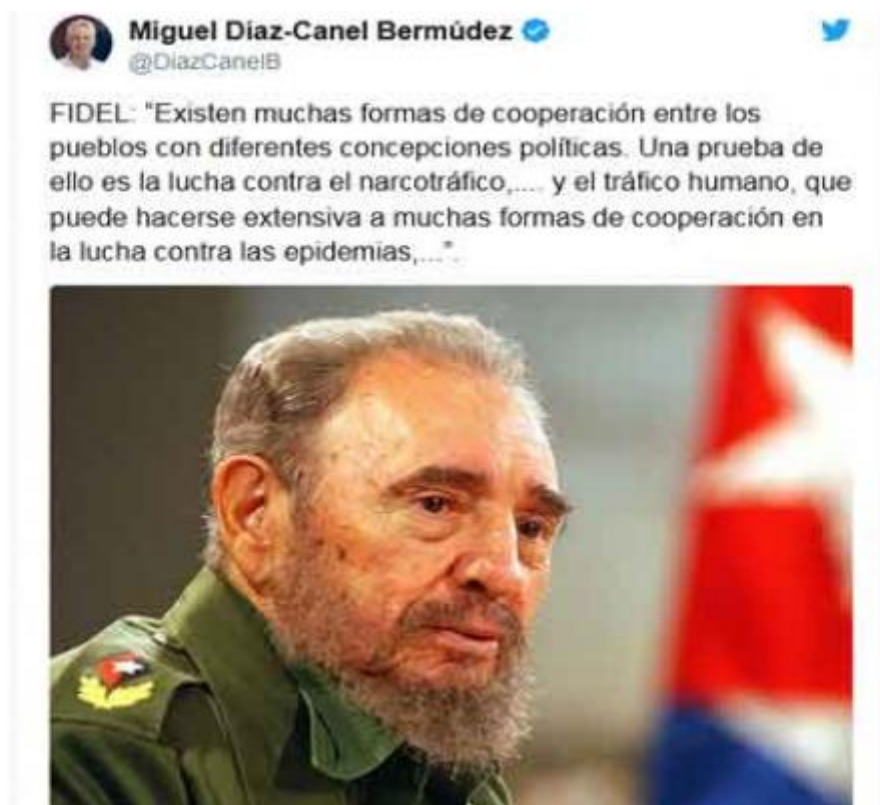 Miguel Díaz-Canel Bermúdez
@DiazCanelB
FIDEL: "Existen muchas formas de cooperación entre los
pueblos con diferentes concepciones políticas. Una prueba de
ello es la lucha contra el narcotráfico,.... y el tráfico humano, que
puede hacerse extensiva a muchas formas de cooperación en
la lucha contra las epidemias,...".